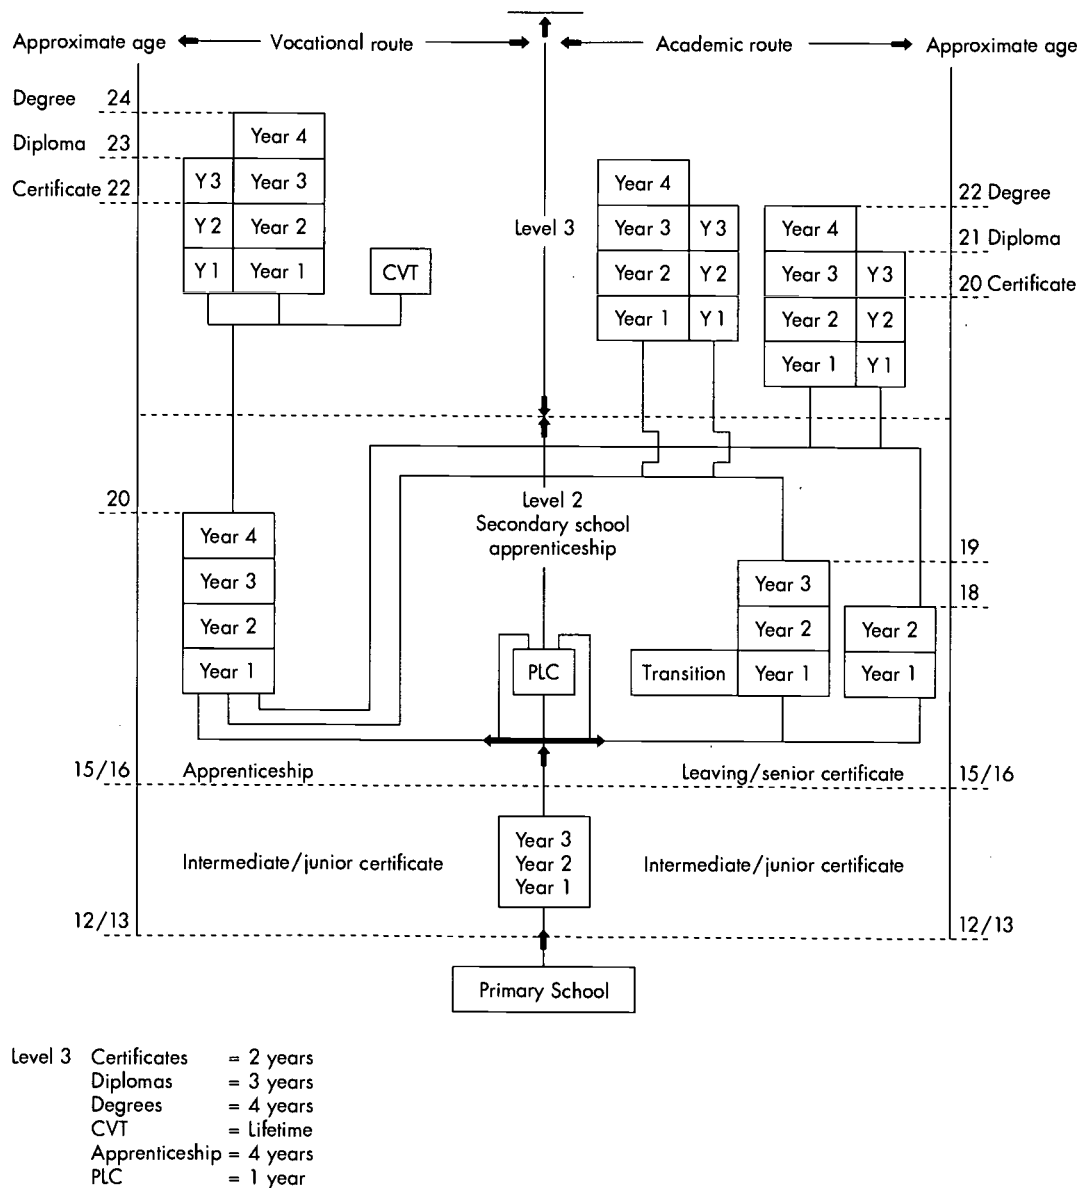 Approximate age Vocational route Academic route Approximate age
Degree 24
Year 4
Diploma 23
Year 4
Y 3 Year 3
Certificate 22
22 Degree
Level 3
Year 3 Y 3
Year 4
Y 2 Year 2
21 Diploma
Y 1 Year 1
CVT
Year 2 Y 2
Year 3 Y 3
20 Certificate
Year 1 Y 1
Year 2 Y 2
Year 1 Y 1
20
Level 2
Secondary school
apprenticeship
Year 4
19
Year 3
Year 3
18
Year 2
Year 2
Year 2
Year 1
PLC
Transition
Year 1
Year 1
15/16
Apprenticeship
Leaving/senior certificate
15/16
Year 3
Intermediate/junior certificate
Year 2
Intermediate/junior certificate
Year 1
12/13
12/13
Primary School
Level 3 Certificates = 2 years
Diplomas = 3 years
Degrees = 4 years
CVT = Lifetime
Apprenticeship = 4 years
PLC = 1 year